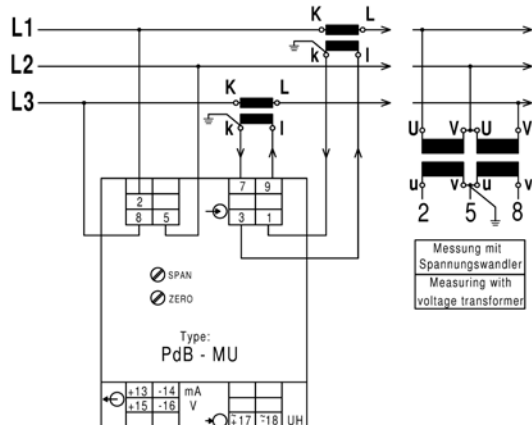 K L
L1
k l
L2
K L
L3
k l
U V U V
u v u v
2 5 8
7 9
2
8 5 3 1
Messung mit
Spannungswandler
Measuring with
voltage transformer
SPAN
ZERO
Type:
PdB - MU
+13 -14 mA
+15 -16 V
+17 -18 UH